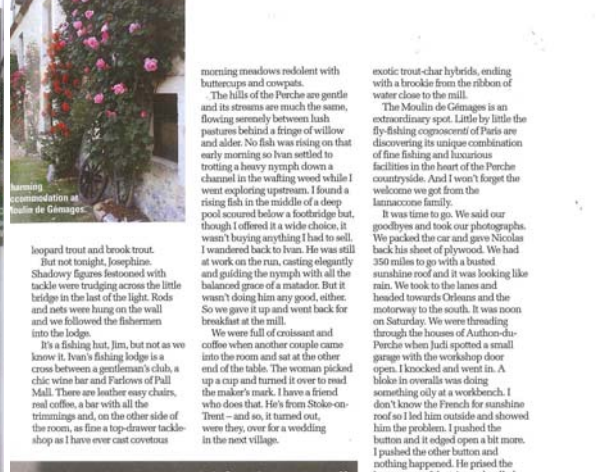 harming
ccommodation at
Moulin de Gémages.
leopard trout and brook trout.
But not tonight, Josephine.
Shadowy figures festooned with
tackle were trudging across the little
bridge in the last of the light. Rods
and nets were hung on the wall
and we followed the fishermen
into the lodge.
It's a fishing hut, Jim, but not as we
know it. Ivan's fishing lodge is a
cross between a gentleman's club, a
chic wine bar and Farlows of Pall
Mall. There are leather easy chairs,
real coffee, a bar with all the
trimmings and, on the other side of
the room, as fine a top-drawer tackle-
shop as I have ever cast covetous
morning meadows redolent with
buttercups and cowpats.
The hills of the Perche are gentle
and its streams are much the same,
flowing serenely between lush
pastures behind a fringe of willow
and alder. No fish was rising on that
early morning so Ivan settled to
trotting a heavy nymph down a
channel in the wafting weed while I
went exploring upstream. I found a
rising fish in the middle of a deep
pool scoured below a footbridge but,
though I offered it a wide choice, it
wasn't buying anything I had to sell.
I wandered back to Ivan. He was still
at work on the run, casting elegantly
and guiding the nymph with all the
balanced grace of a matador. But it
wasn't doing him any good, either.
So we gave it up and went back for
breakfast at the mill.
We were full of croissant and
coffee when another couple came
into the room and sat at the other
end of the table. The woman picked
up a cup and turned it over to read
the maker's mark. I have a friend
who does that. He's from Stoke-on-
Trent – and so, it turned out,
were they, over for a wedding
in the next village.
exotic trout-char hybrids, ending
with a brookie from the ribbon of
water close to the mill.
The Moulin de Gémages is an
extraordinary spot. Little by little the
fly-fishing cognoscenti of Paris are
discovering its unique combination
of fine fishing and luxurious
facilities in the heart of the Perche
countryside. And I won't forget the
welcome we got from the
Iannaccone family.
It was time to go. We said our
goodbyes and took our photographs.
We packed the car and gave Nicolas
back his sheet of plywood. We had
350 miles to go with a busted
sunshine roof and it was looking like
rain. We took to the lanes and
headed towards Orleans and the
motorway to the south. It was noon
on Saturday. We were threading
through the houses of Authon-du-
Perche when Judi spotted a small
garage with the workshop door
open. I knocked and went in. A
bloke in overalls was doing
something oily at a workbench. I
don't know the French for sunshine
roof so I led him outside and showed
him the problem. I pushed the
button and it edged open a bit more.
I pushed the other button and
nothing happened. He prised the